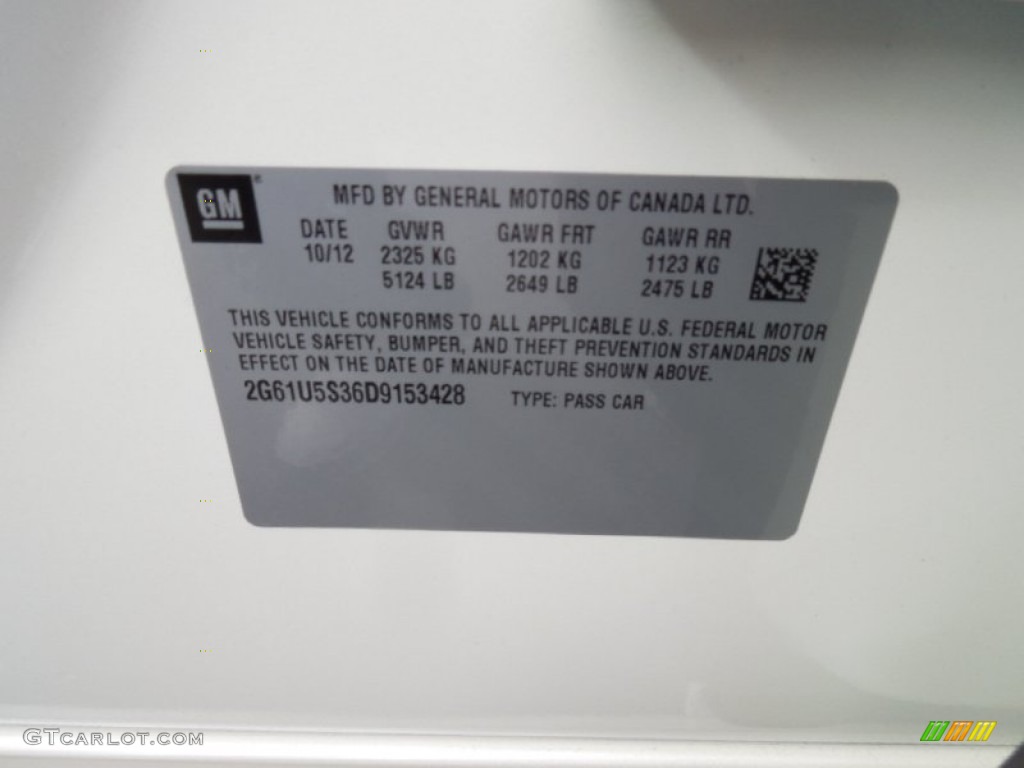 GM
MFD BY GENERAL MOTORS OF CANADA LTD.
DATE GVWR GAWR FRT GAWR RR
10/12 2325 KG 1202 KG 1123 KG
5124 LB 2649 LB 2475 LB
THIS VEHICLE CONFORMS TO ALL APPLICABLE U.S. FEDERAL MOTOR
VEHICLE SAFETY, BUMPER, AND THEFT PREVENTION STANDARDS IN
EFFECT ON THE DATE OF MANUFACTURE SHOWN ABOVE.
2G61U5S36D9153428 TYPE: PASS CAR
GTCARLOT.COM